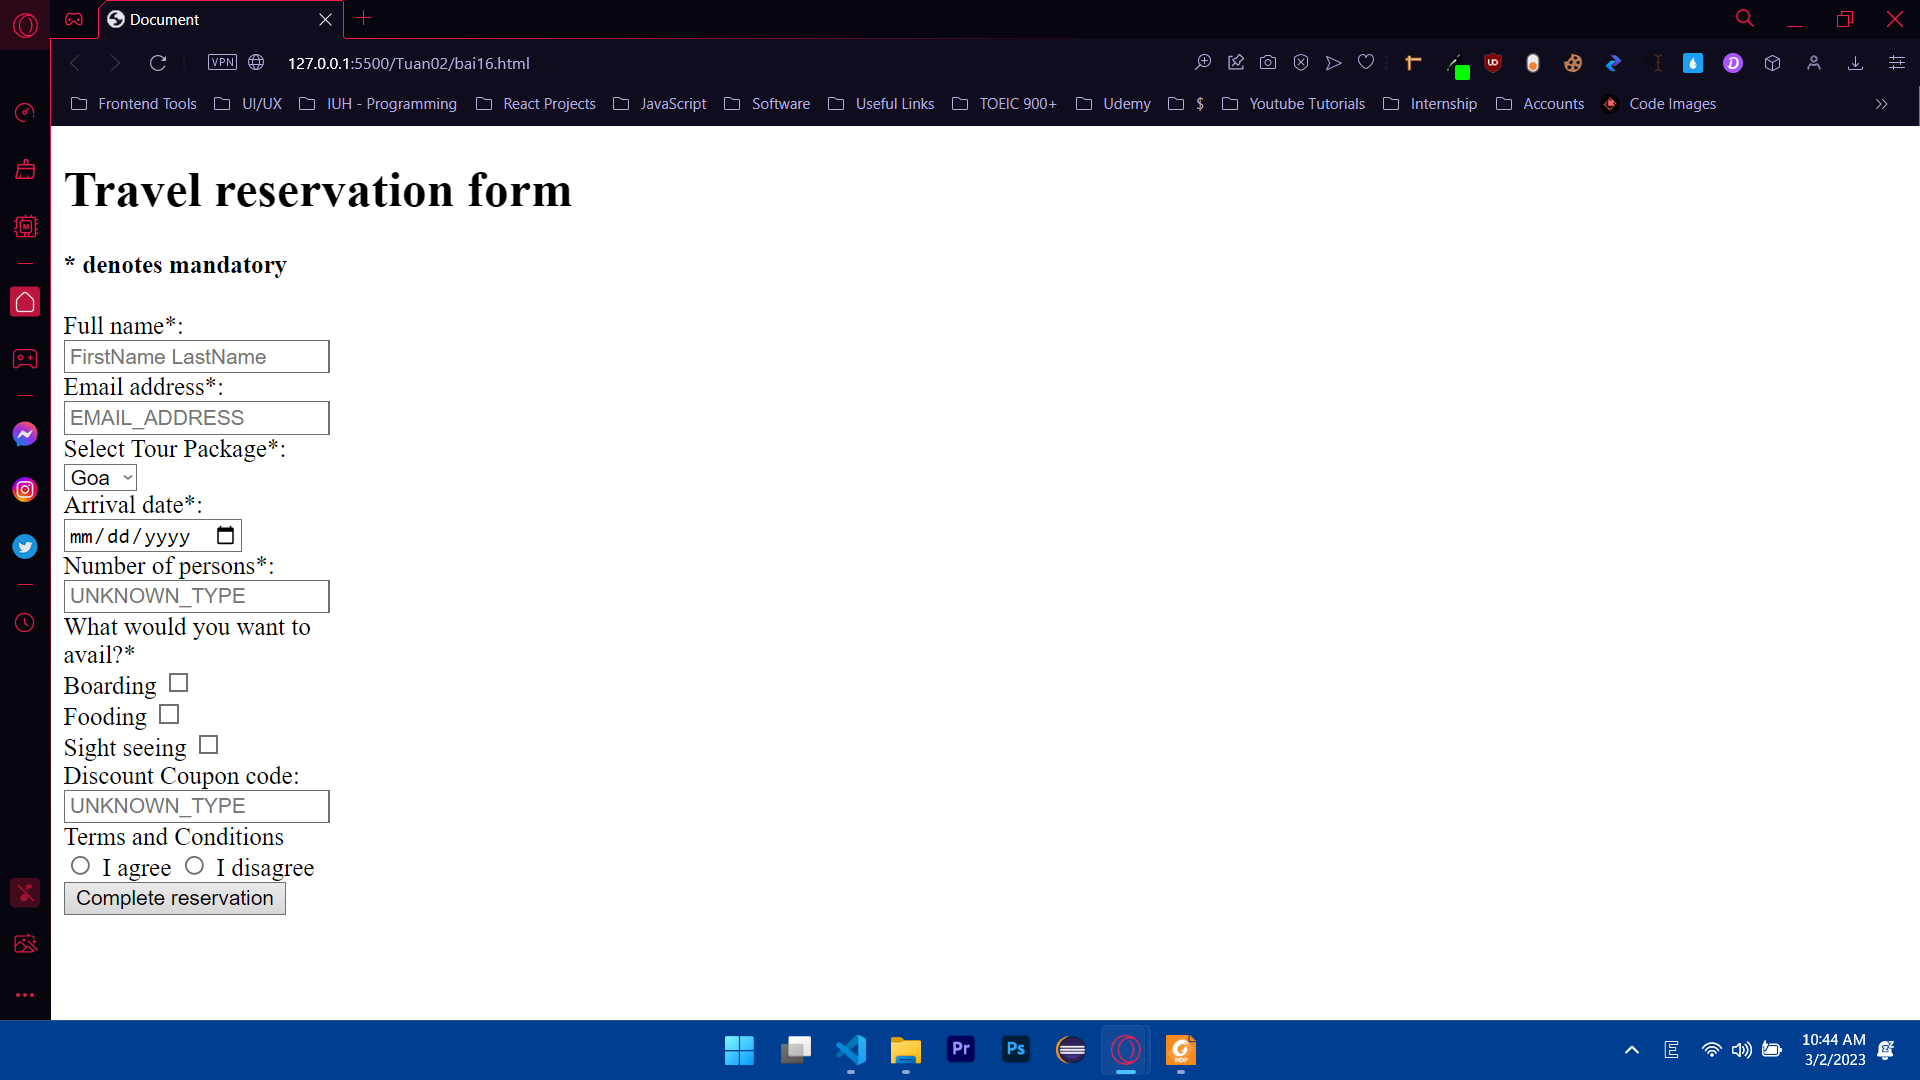 Document
VPN
127.0.0.1:5500/Tuan02/bai16.html
Frontend Tools UI/UX IUH - Programming React Projects JavaScript Software Useful Links TOEIC 900+ Udemy $ Youtube Tutorials Internship Accounts Code Images
Travel reservation form
* denotes mandatory
Full name*:
FirstName LastName
Email address*:
EMAIL_ADDRESS
Select Tour Package*:
Goa
Arrival date*:
mm/dd/yyyy
Number of persons*:
UNKNOWN_TYPE
What would you want to
avail?*
Boarding
Fooding
Sight seeing
Discount Coupon code:
UNKNOWN_TYPE
Terms and Conditions
I agree I disagree
Complete reservation
Pr Ps PDF E 10:44 AM
3/2/2023